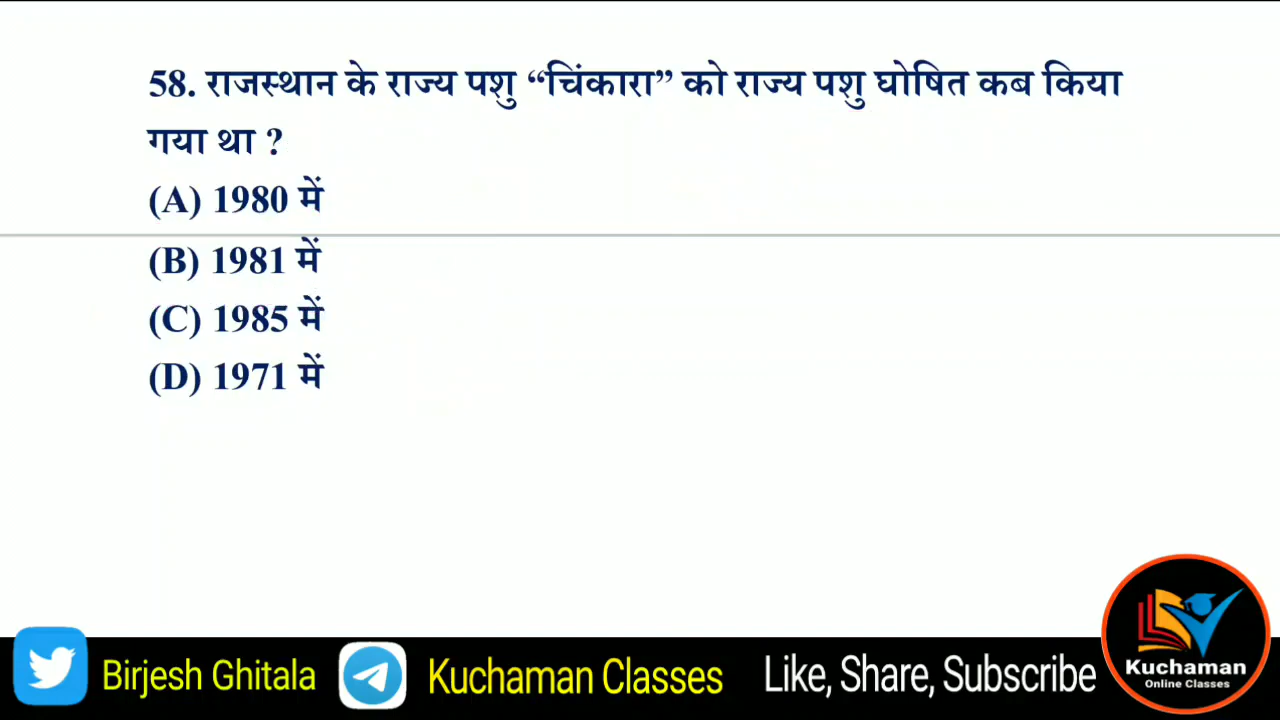 58. राजस्थान के राज्य पशु “चिंकारा” को राज्य पशु घोषित कब किया
गया था ?
(A) 1980 में
(B) 1981 में
(C) 1985 में
(D) 1971 में
Birjesh Ghitala
Kuchaman Classes
Like, Share, Subscribe
Kuchaman
Online Classes